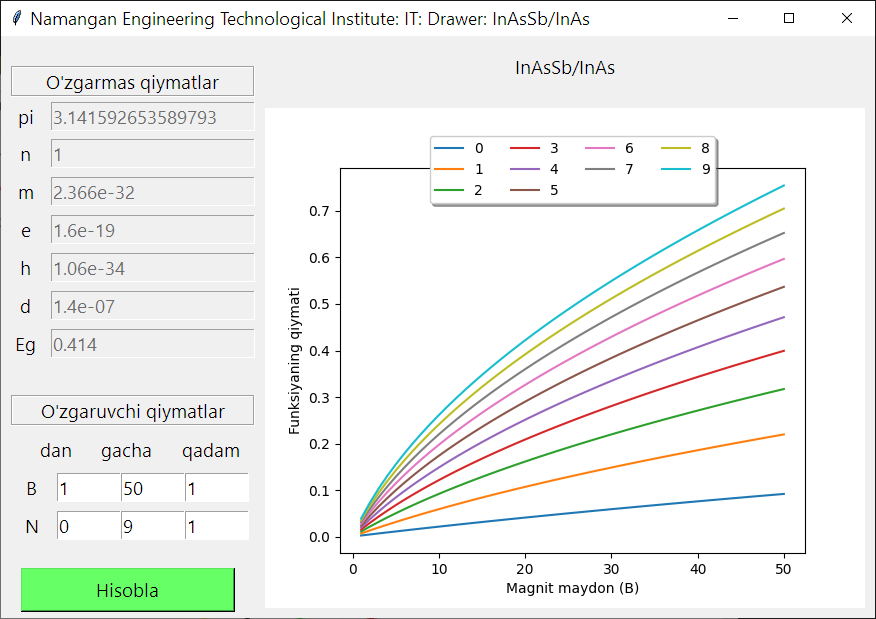 Namangan Engineering Technological Institute: IT: Drawer: InAsSb/InAs
O'zgarmas qiymatlar
pi 3.141592653589793
n 1
m 2.366e-32
e 1.6e-19
h 1.06e-34
d 1.4e-07
Eg 0.414
O'zgaruvchi qiymatlar
dan gacha qadam
B 1 50 1
N 0 9 1
Hisobla
InAsSb/InAs
0 3 6 8
1 4 7 9
2 5
0.7
0.6
0.5
0.4
0.3
0.2
0.1
0.0
Funksiyaning qiymati
0 10 20 30 40 50
Magnit maydon (B)